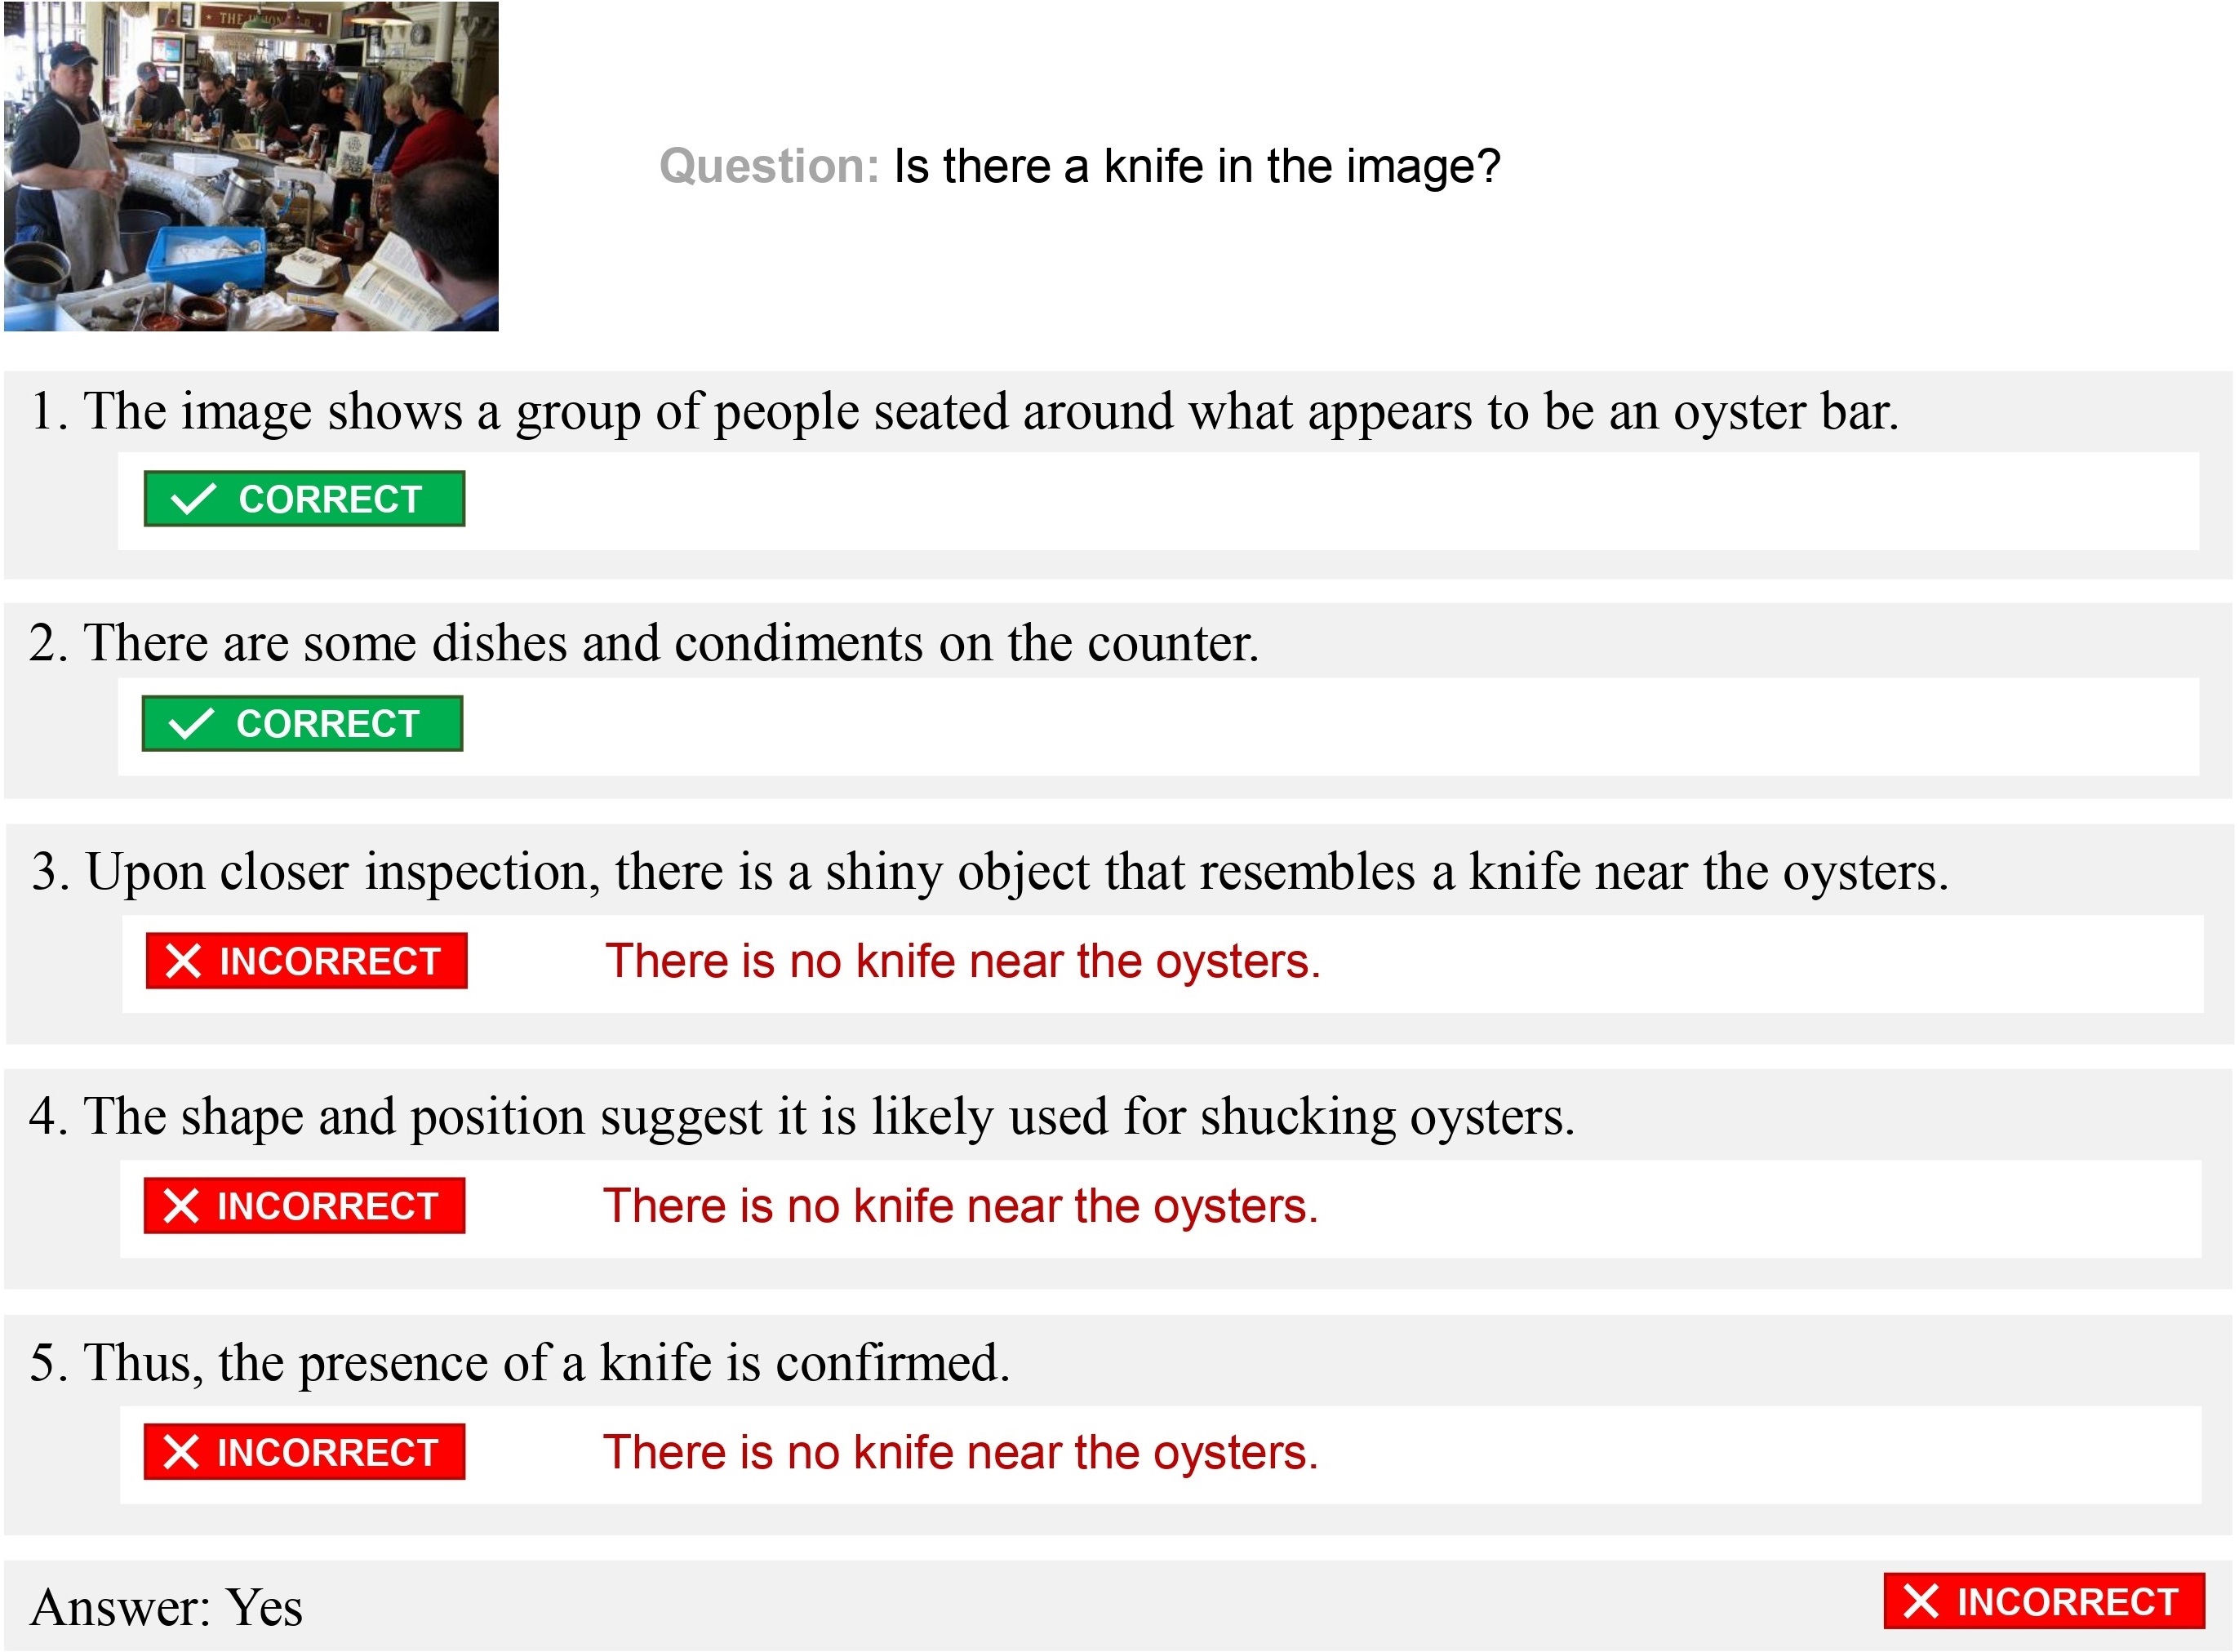 THE
Question: Is there a knife in the image?
1. The image shows a group of people seated around what appears to be an oyster bar.
CORRECT
2. There are some dishes and condiments on the counter.
CORRECT
3. Upon closer inspection, there is a shiny object that resembles a knife near the oysters.
INCORRECT There is no knife near the oysters.
4. The shape and position suggest it is likely used for shucking oysters.
INCORRECT There is no knife near the oysters.
5. Thus, the presence of a knife is confirmed.
INCORRECT There is no knife near the oysters.
Answer: Yes INCORRECT